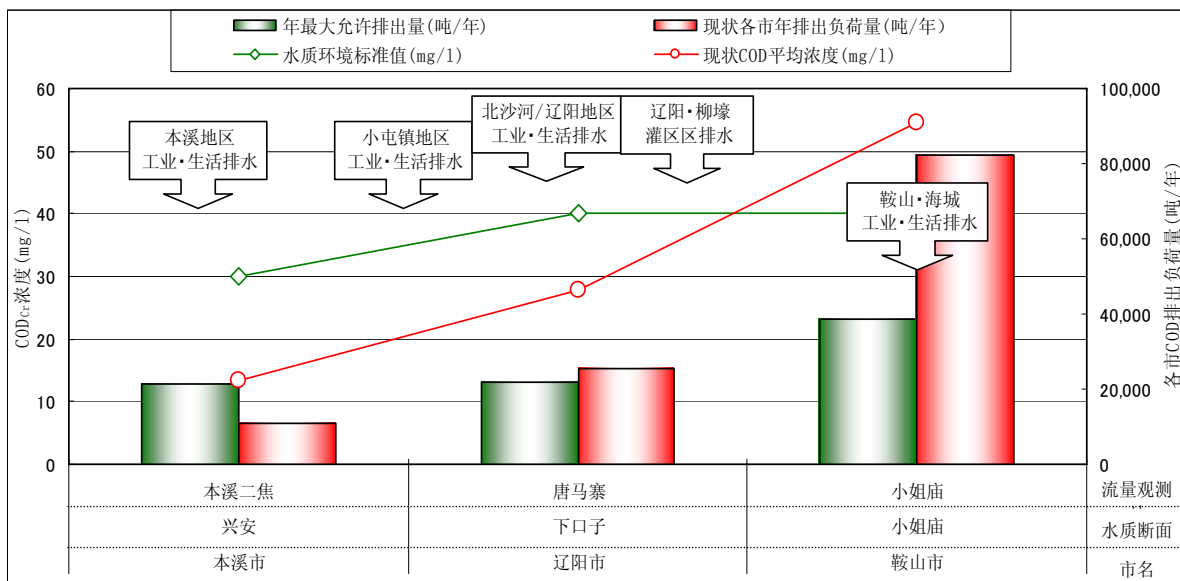 年最大允许排出量(吨/年)
现状各市年排出负荷量(吨/年)
水质环境标准值(mg/l)
现状COD平均浓度(mg/l)
60
50
40
30
20
10
0
CODCr浓度(mg/l)
100,000
80,000
60,000
40,000
20,000
0
各市COD排出负荷量(吨/年)
本溪地区
工业·生活排水
小屯镇地区
工业·生活排水
北沙河/辽阳地区
工业·生活排水
辽阳·柳壕
灌区区排水
鞍山·海城
工业·生活排水
本溪二焦
唐马寨
小姐庙
流量观测
兴安
下口子
小姐庙
水质断面
本溪市
辽阳市
鞍山市
市名